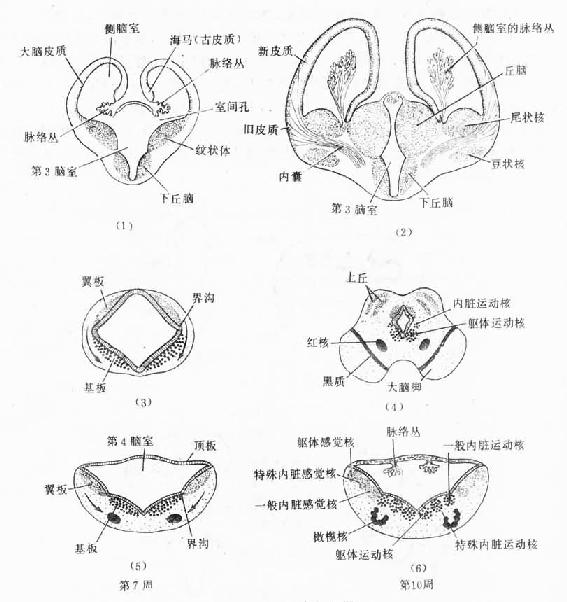 侧脑室
海马(古皮质)
大脑皮质
脉络丛
室间孔
脉络丛
纹状体
第3脑室
下丘脑
(1)
侧脑室的脉络丛
新皮质
丘脑
尾状核
旧皮质
豆状核
内囊
第3脑室
下丘脑
(2)
翼板
界沟
基板
(3)
上丘
内脏运动核
躯体运动核
红核
黑质
大脑脚
(4)
第4脑室
顶板
翼板
基板
界沟
(5)
第7周
脉络丛
一般内脏运动核
躯体感觉核
特殊内脏感觉核
一般内脏感觉核
橄榄核
躯体运动核
特殊内脏运动核
(6)
第10周